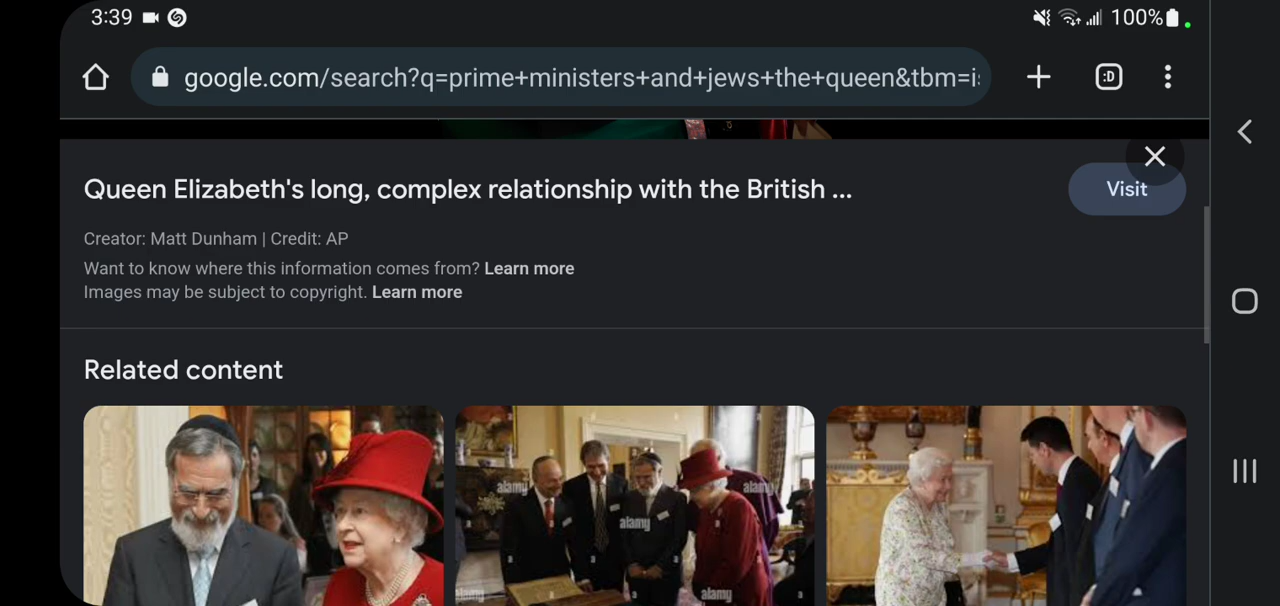 3:39
100%
google.com/search?q=prime+ministers+and+jews+the+queen&tbm=i
Queen Elizabeth's long, complex relationship with the British ...
Visit
Creator: Matt Dunham | Credit: AP
Want to know where this information comes from? Learn more
Images may be subject to copyright. Learn more
Related content
alamy
alamy
alamy
alamy
alamy